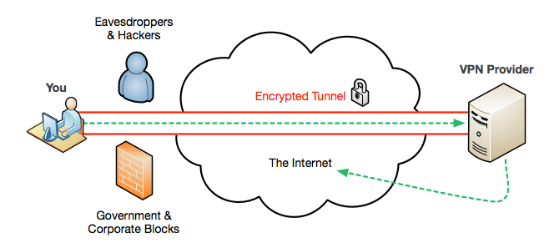 Eavesdroppers
& Hackers
You
VPN Provider
Encrypted Tunnel
The Internet
Government &
Corporate Blocks